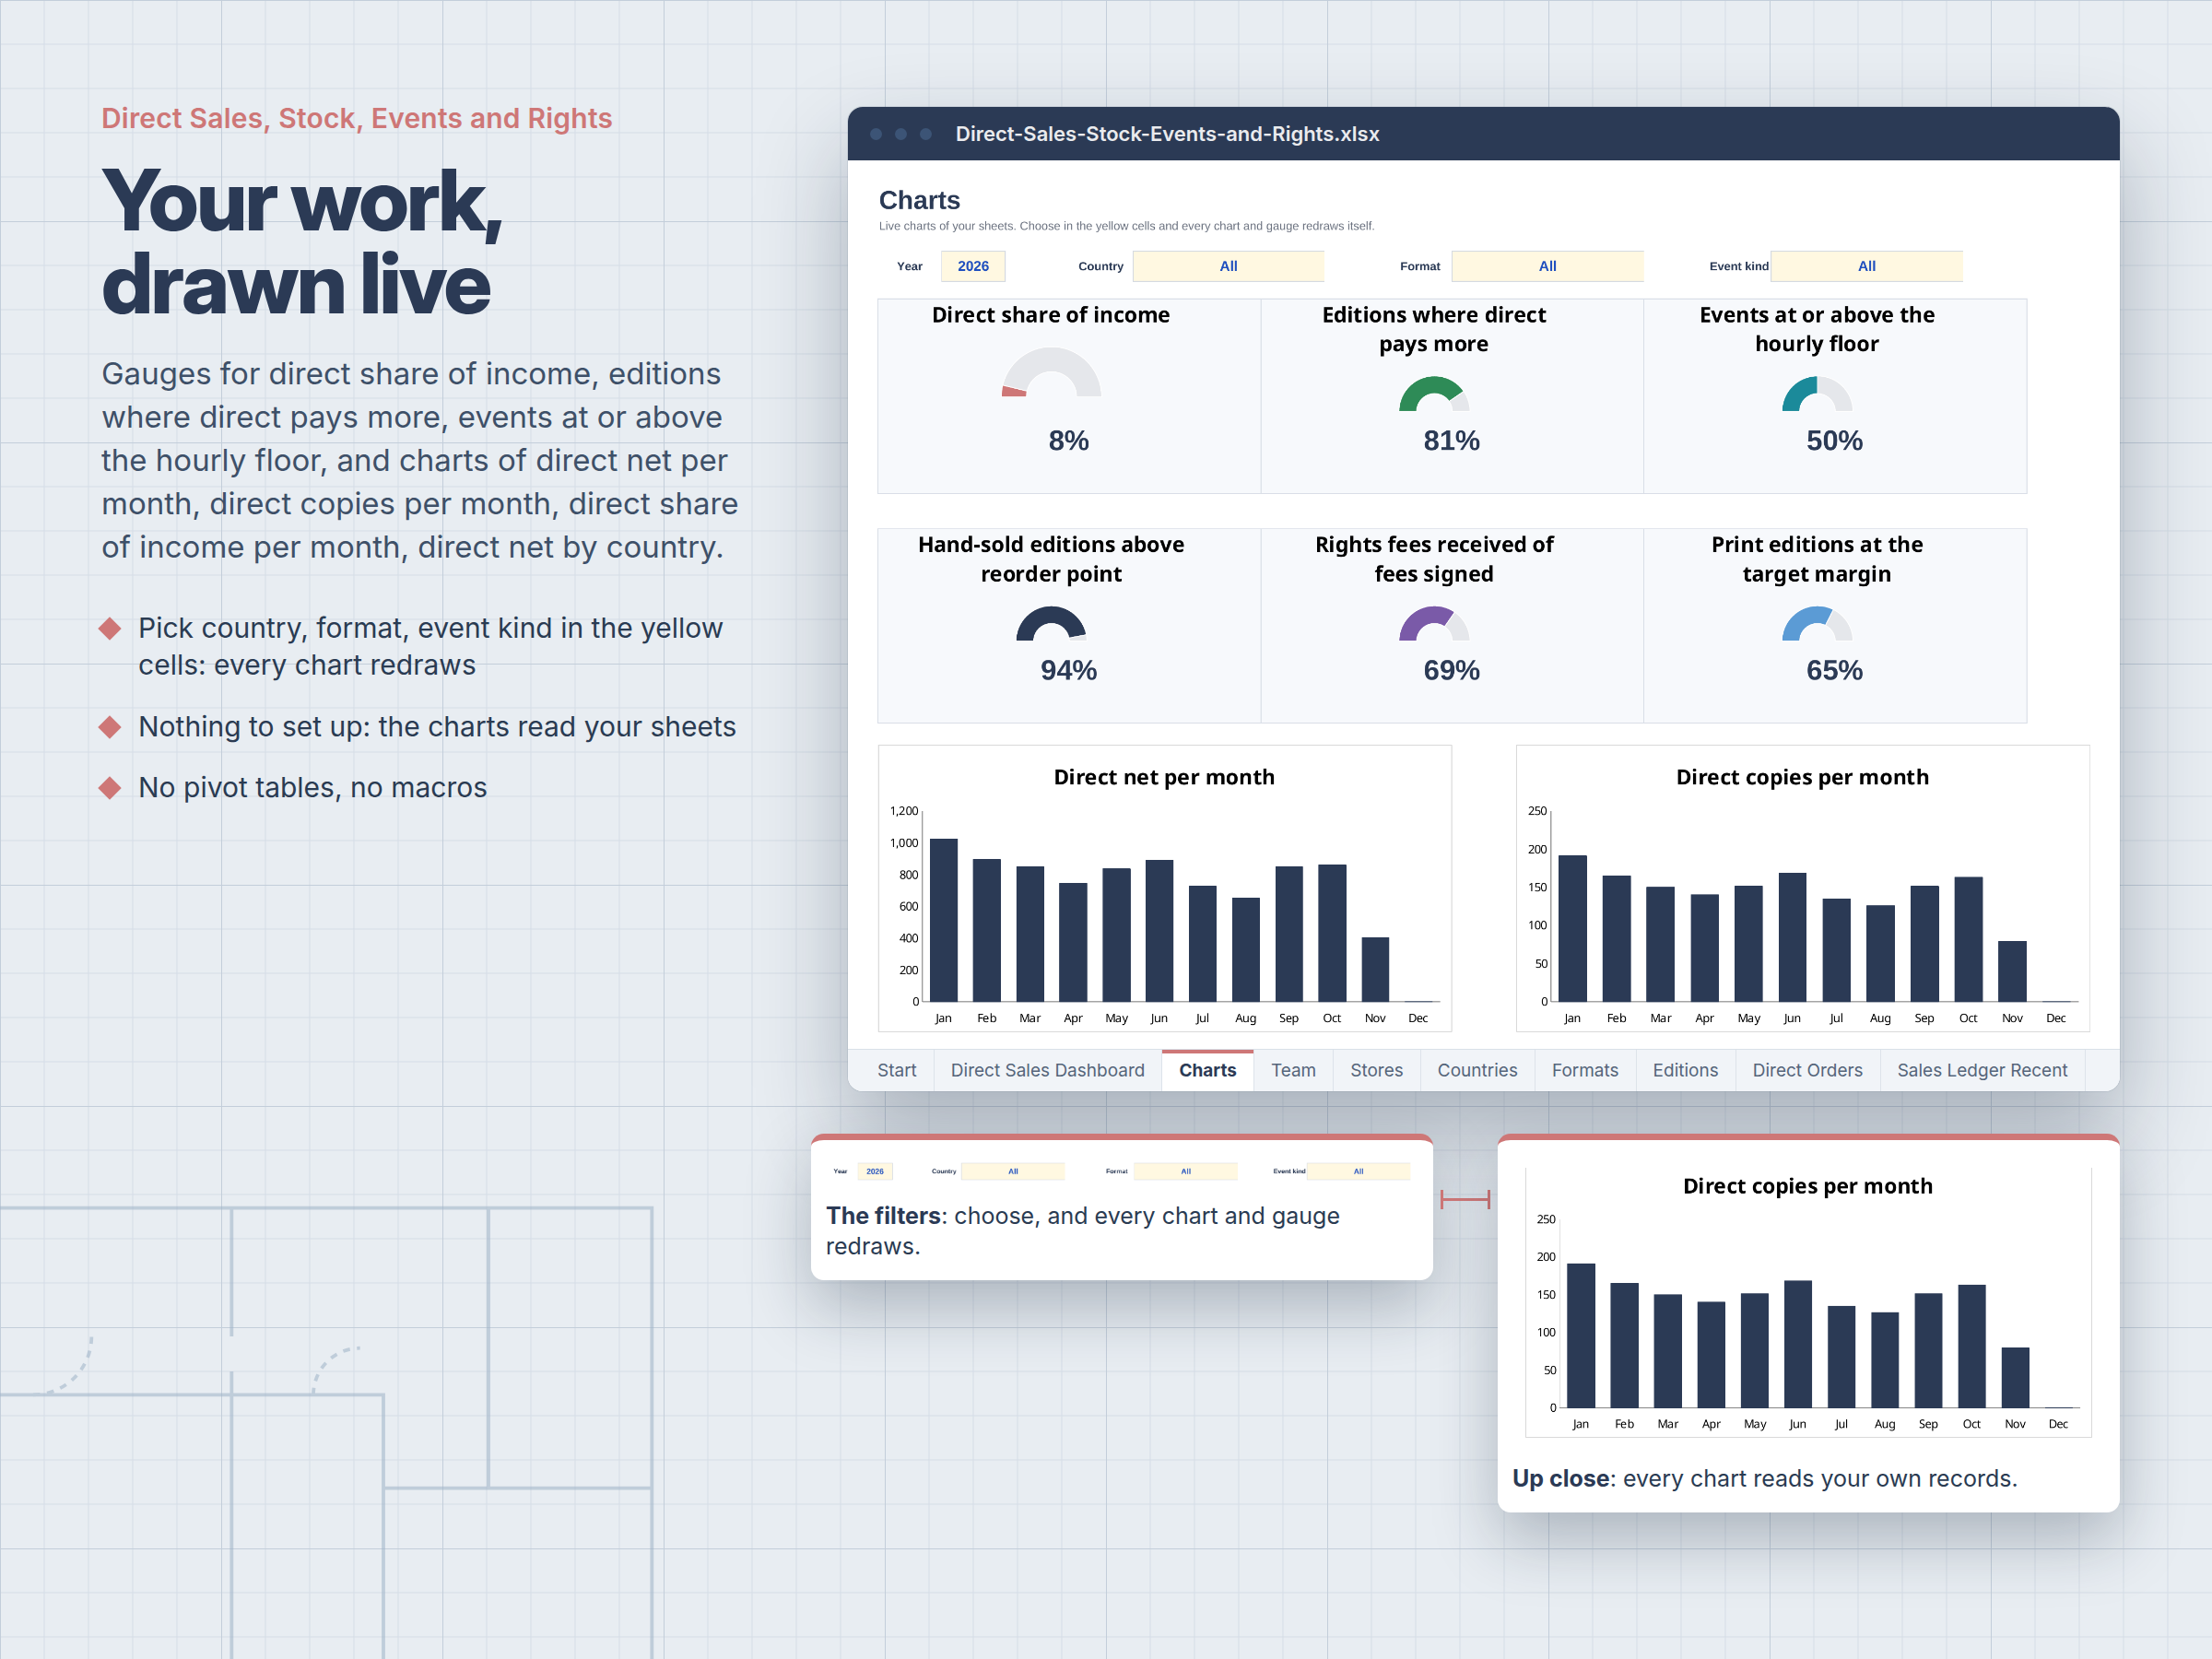 Direct Sales, Stock, Events and Rights
Your work,
drawn live
Gauges for direct share of income, editions
where direct pays more, events at or above
the hourly floor, and charts of direct net per
month, direct copies per month, direct share
of income per month, direct net by country.
Pick country, format, event kind in the yellow
cells: every chart redraws
Nothing to set up: the charts read your sheets
No pivot tables, no macros
Direct-Sales-Stock-Events-and-Rights.xlsx
Charts
Live charts of your sheets. Choose in the yellow cells and every chart and gauge redraws itself.
Year 2026 Country All Format All Event kind All
Direct share of income
8%
Editions where direct
pays more
81%
Events at or above the
hourly floor
50%
Hand-sold editions above
reorder point
94%
Rights fees received of
fees signed
69%
Print editions at the
target margin
65%
Direct net per month
1,200
1,000
800
600
400
200
0
Jan Feb Mar Apr May Jun Jul Aug Sep Oct Nov Dec
Direct copies per month
250
200
150
100
50
0
Jan Feb Mar Apr May Jun Jul Aug Sep Oct Nov Dec
Start Direct Sales Dashboard Charts Team Stores Countries Formats Editions Direct Orders Sales Ledger Recent
Year 2026 Country All Format All Event kind All
The filters: choose, and every chart and gauge
redraws.
Direct copies per month
250
200
150
100
50
0
Jan Feb Mar Apr May Jun Jul Aug Sep Oct Nov Dec
Up close: every chart reads your own records.